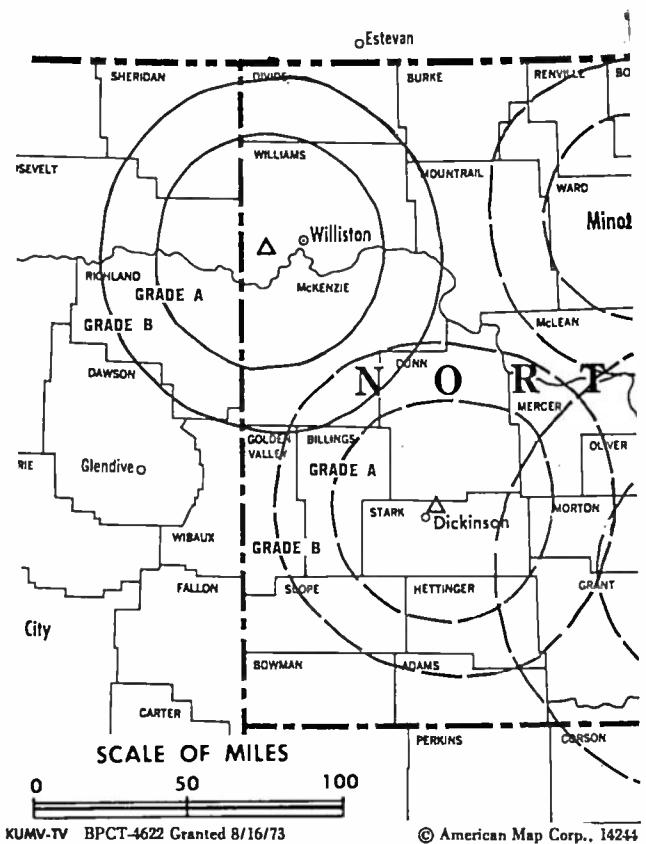 Estevan
SHERIDAN
DIVIDE
BURKE
RENVILLE
BO
WILLIAMS
OSEVELT
MOUNTRAIL
WARD
Minot
Williston
RICHLAND
GRADE A
McKENZIE
GRADE B
McLEAN
DAWSON
DUNN
N O R T
MERCER
GOLDEN
VALLEY
BILLINGS
OLIVER
RIE
Glendive
GRADE A
STARK
Dickinson
MORTON
WIBAUX
GRADE B
FALLON
SLOPE
HETTINGER
GRANT
City
BOWMAN
ADAMS
CARTER
PERKINS
CORSON
SCALE OF MILES
0 50 100
KUMV-TV BPCT-4622 Granted 8/16/73
© American Map Corp., 14244